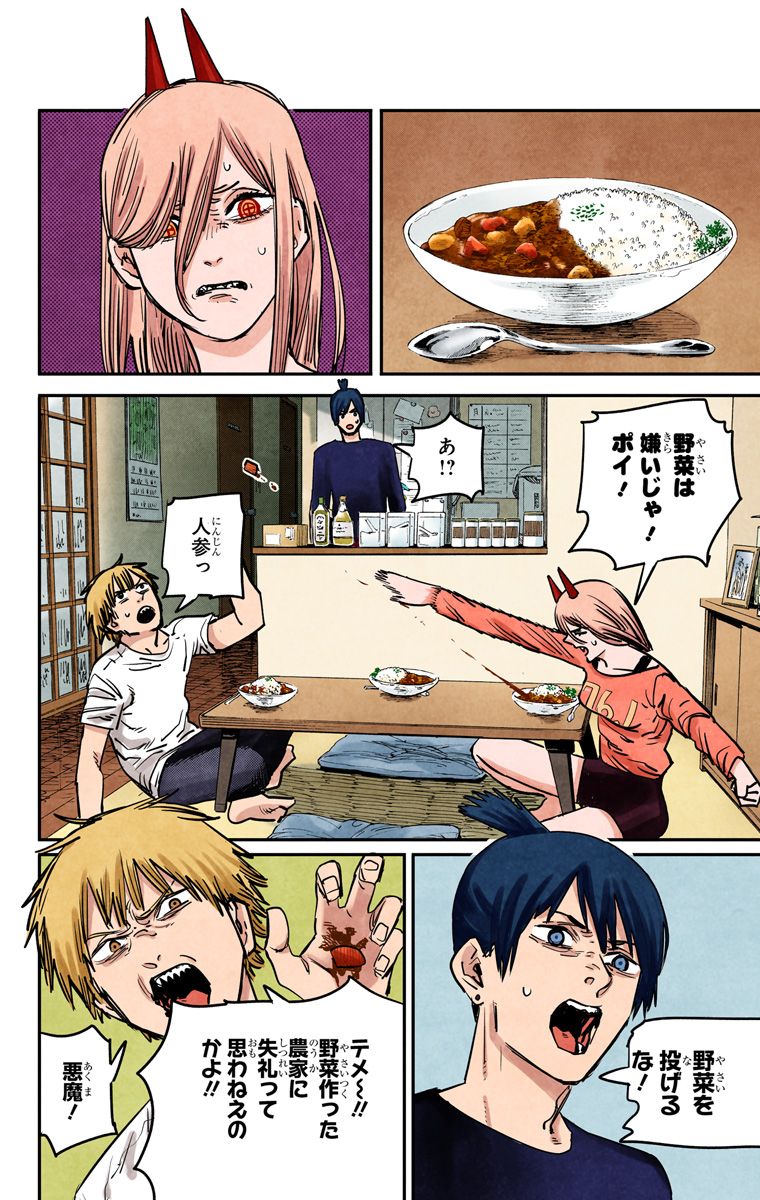 野菜は
嫌いじゃ！
ポイ！
あ!?
人参っ
野菜を
投げる
な！
テメ〜!!
野菜作った
農家に
失礼って
思わねえの
かよ!!
悪魔！